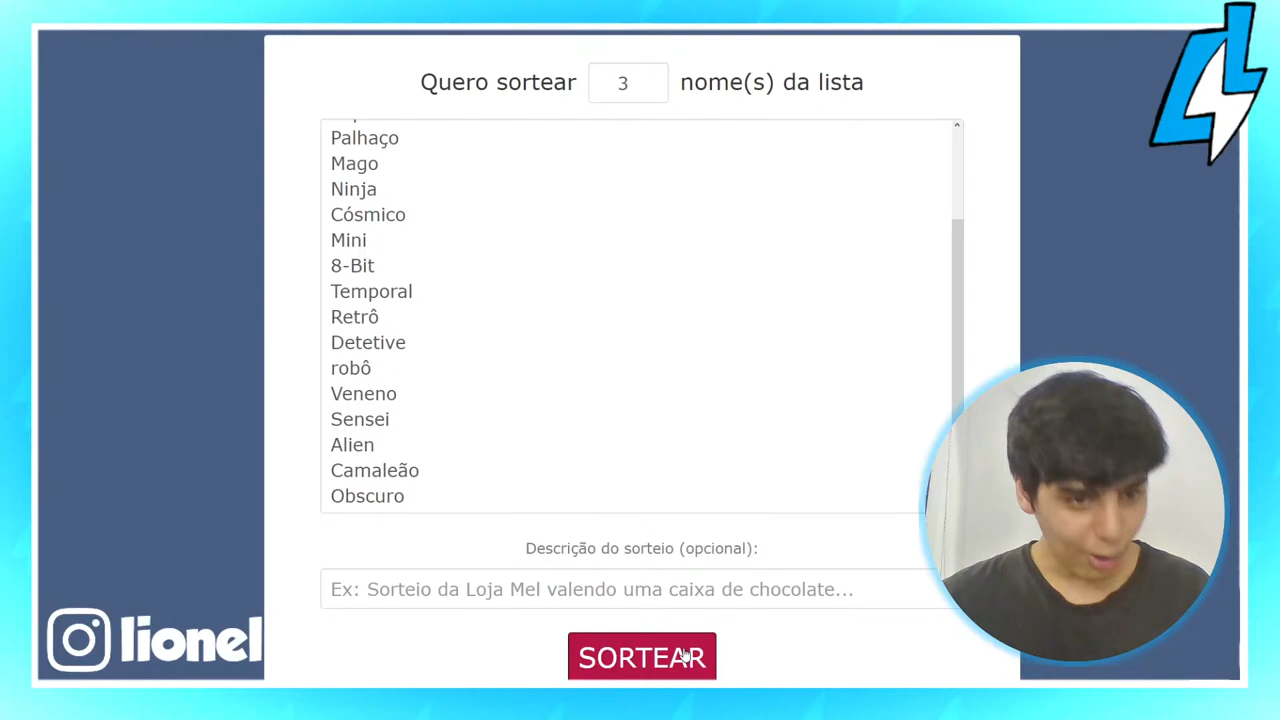 Quero sortear 3 nome(s) da lista
Palhaço
Mago
Ninja
Cósmico
Mini
8-Bit
Temporal
Retrô
Detetive
robô
Veneno
Sensei
Alien
Camaleão
Obscuro
Descrição do sorteio (opcional):
Ex: Sorteio da Loja Mel valendo uma caixa de chocolate...
SORTEAR
lionel